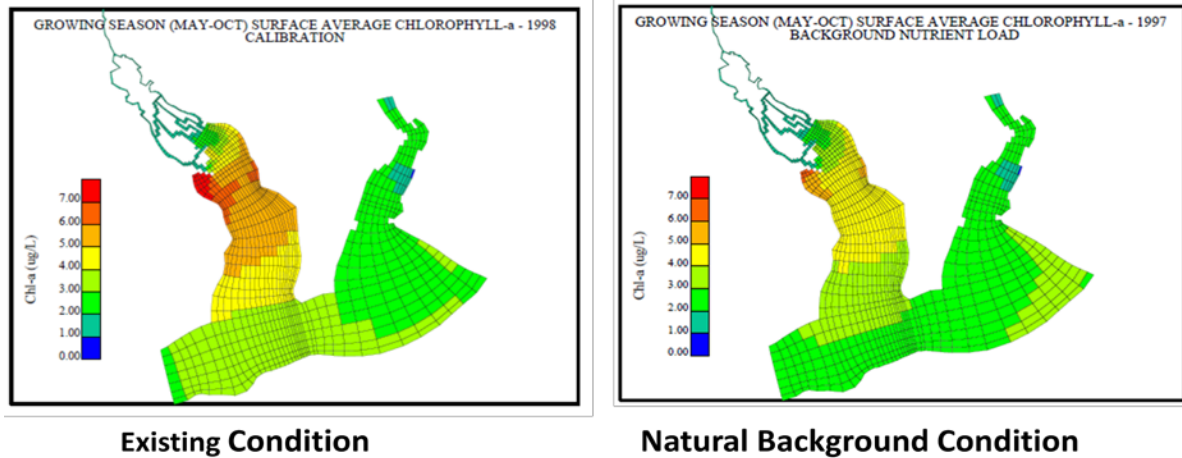 GROWING SEASON (MAY-OCT) SURFACE AVERAGE CHLOROPHYLL-a - 1998
CALIBRATION
7.00
6.00
5.00
4.00
3.00
2.00
1.00
0.00
Chl-a (ug/L)
Existing Condition
GROWING SEASON (MAY-OCT) SURFACE AVERAGE CHLOROPHYLL-a - 1997
BACKGROUND NUTRIENT LOAD
7.00
6.00
5.00
4.00
3.00
2.00
1.00
0.00
Chl-a (ug/L)
Natural Background Condition